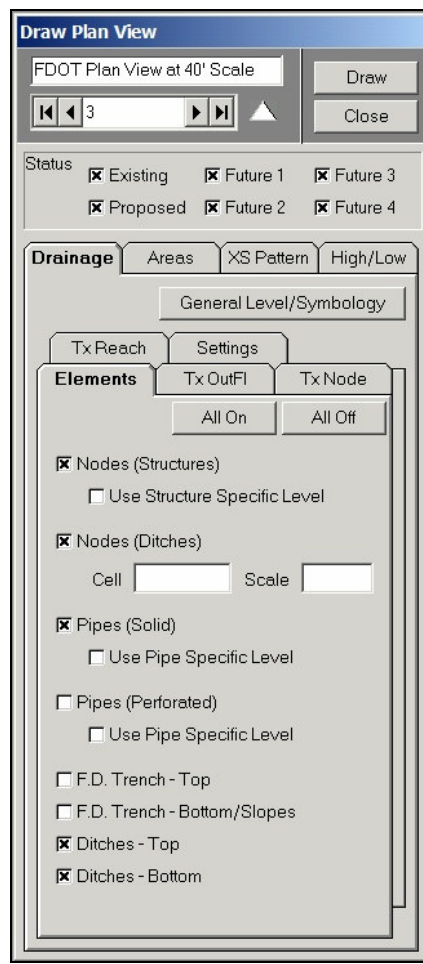 Draw Plan View
FDOT Plan View at 40' Scale
Draw
3
Close
Status
Existing Future 1 Future 3
Proposed Future 2 Future 4
Drainage Areas XS Pattern High/Low
General Level/Symbology
Tx Reach Settings
Elements Tx OutFl Tx Node
All On All Off
Nodes (Structures)
Use Structure Specific Level
Nodes (Ditches)
Cell Scale
Pipes (Solid)
Use Pipe Specific Level
Pipes (Perforated)
Use Pipe Specific Level
F.D. Trench - Top
F.D. Trench - Bottom/Slopes
Ditches - Top
Ditches - Bottom